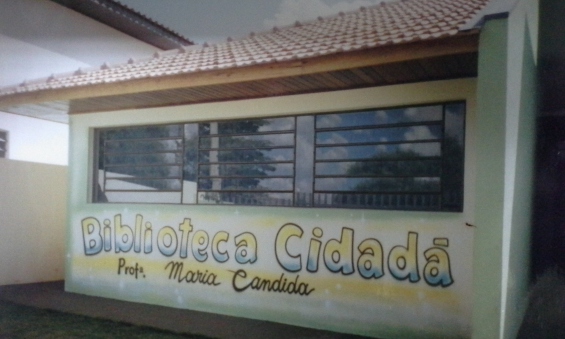 Biblioteca Cidadã
Profª. Maria Candida